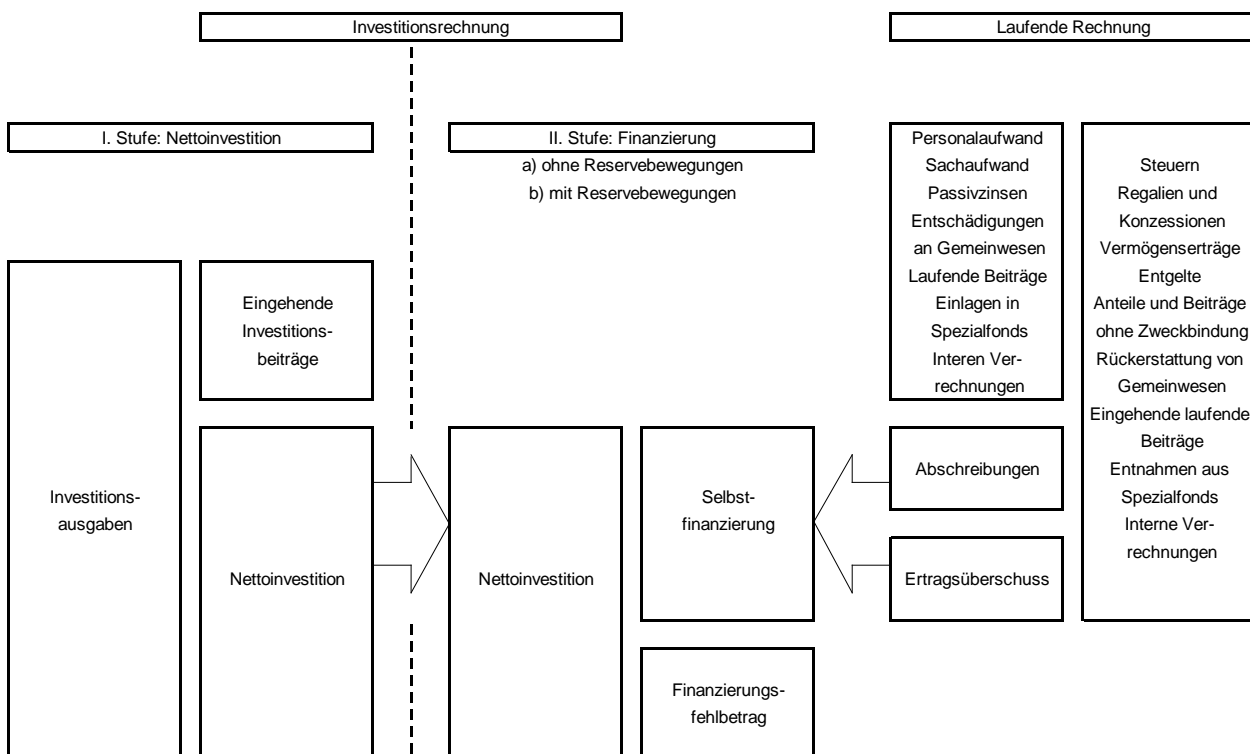 Investitionsrechnung
Laufende Rechnung
I. Stufe: Nettoinvestition
II. Stufe: Finanzierung
a) ohne Reservebewegungen
b) mit Reservebewegungen
Investitions-
ausgaben
Eingehende
Investitions-
beiträge
Nettoinvestition
Nettoinvestition
Selbst-
finanzierung
Finanzierungs-
fehlbetrag
Personalaufwand
Sachaufwand
Passivzinsen
Entschädigungen
an Gemeinwesen
Laufende Beiträge
Einlagen in
Spezialfonds
Interen Ver-
rechnungen
Abschreibungen
Ertragsüberschuss
Steuern
Regalien und
Konzessionen
Vermögenserträge
Entgelte
Anteile und Beiträge
ohne Zweckbindung
Rückerstattung von
Gemeinwesen
Eingehende laufende
Beiträge
Entnahmen aus
Spezialfonds
Interne Ver-
rechnungen